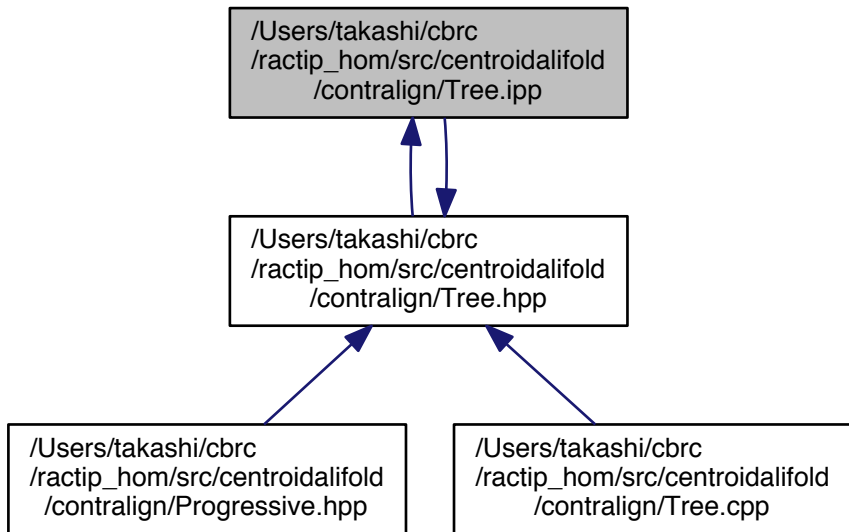 /Users/takashi/cbrc
/ractip_hom/src/centroidalifold
/contralign/Tree.ipp
/Users/takashi/cbrc
/ractip_hom/src/centroidalifold
/contralign/Tree.hpp
/Users/takashi/cbrc
/ractip_hom/src/centroidalifold
/contralign/Progressive.hpp
/Users/takashi/cbrc
/ractip_hom/src/centroidalifold
/contralign/Tree.cpp